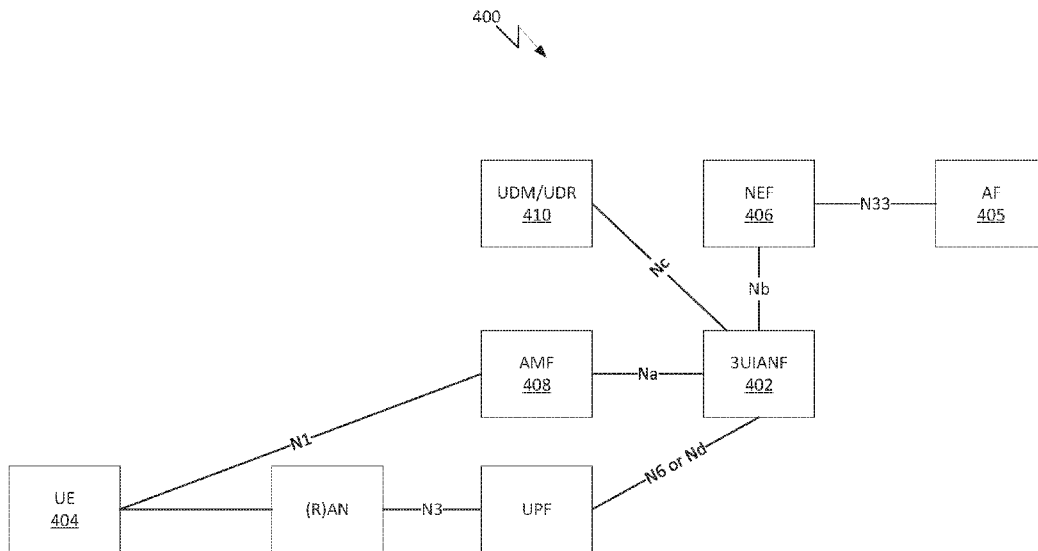 400
UDM/UDR
410
NEF
406
N33
AF
405
Nc
Nb
AMF
408
Na
3UIANF
402
N1
N6 or Nd
UE
404
(R)AN
N3
UPF